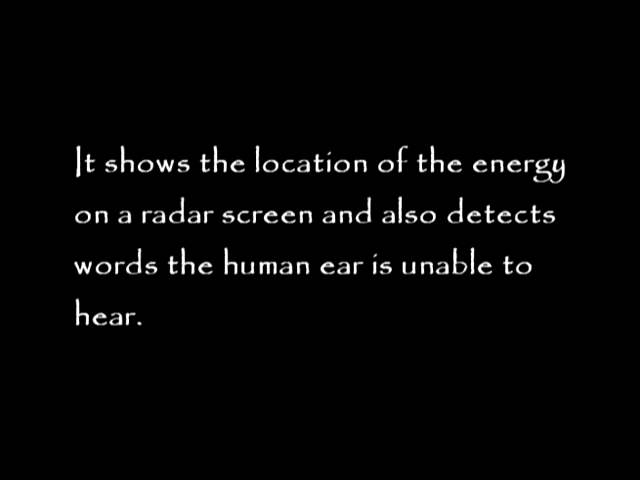 It shows the location of the energy
on a radar screen and also detects
words the human ear is unable to
hear.